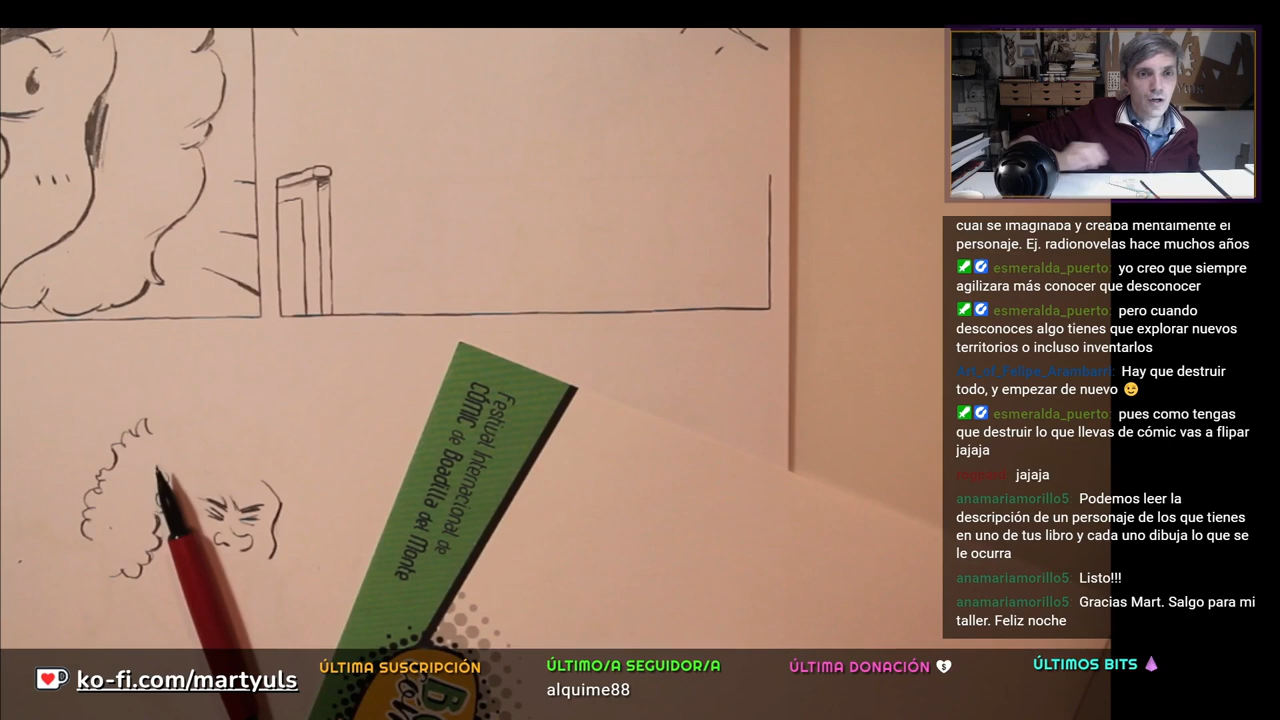 cual se imaginaba y creaba mentalmente el
personaje. Ej. radionovelas hace muchos años
esmeralda_puerto: yo creo que siempre
agilizara más conocer que desconocer
esmeralda_puerto: pero cuando
desconoces algo tienes que explorar nuevos
territorios o incluso inventarlos
Art_of_Felipe_Arambarri: Hay que destruir
todo, y empezar de nuevo 😉
esmeralda_puerto: pues como tengas
que destruir lo que llevas de cómic vas a flipar
jajaja
jajaja
anamariamorillo5: Podemos leer la
descripción de un personaje de los que tienes
en uno de tus libro y cada uno dibuja lo que se
le ocurra
anamariamorillo5: Listo!!!
anamariamorillo5: Gracias Mart. Salgo para mi
taller. Feliz noche
Festival Internacional de
Cómic de Boadilla del Monte
ko-fi.com/martyuls
ÚLTIMA SUSCRIPCIÓN
ÚLTIMO/A SEGUIDOR/A
alquime88
ÚLTIMA DONACIÓN
ÚLTIMOS BITS